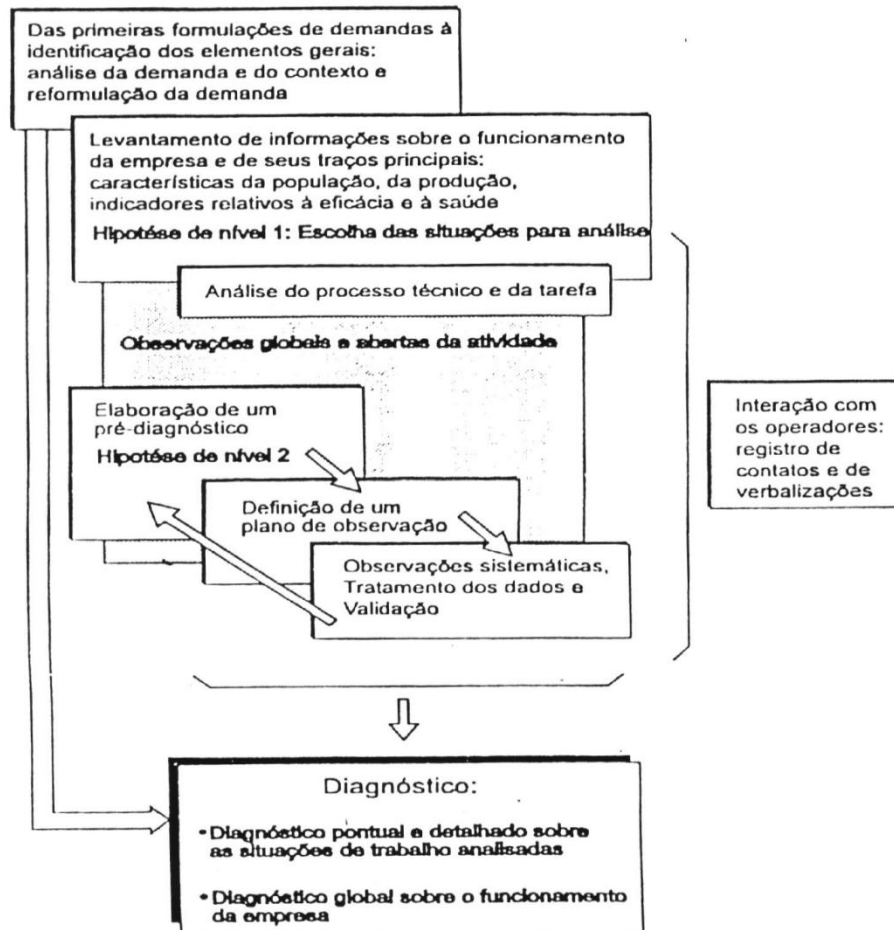 Das primeiras formulações de demandas à
identificação dos elementos gerais:
análise da demanda e do contexto e
reformulação da demanda
Levantamento de informações sobre o funcionamento
da empresa e de seus traços principais:
características da população, da produção,
indicadores relativos à eficácia e à saúde
Hipotése de nível 1: Escolha das situações para análise
Análise do processo técnico e da tarefa
Observações globais e abertas da atividade
Elaboração de um
pré-diagnóstico
Hipotése de nível 2
Definição de um
plano de observação
Observações sistemáticas,
Tratamento dos dados e
Validação
Interação com
os operadores:
registro de
contatos e de
verbalizações
Diagnóstico:
• Diagnóstico pontual e detalhado sobre
as situações de trabalho analisadas
• Diagnóstico global sobre o funcionamento
da empresa